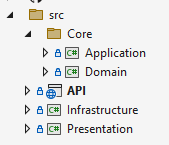 src
Core
C# Application
C# Domain
API
C# Infrastructure
C# Presentation